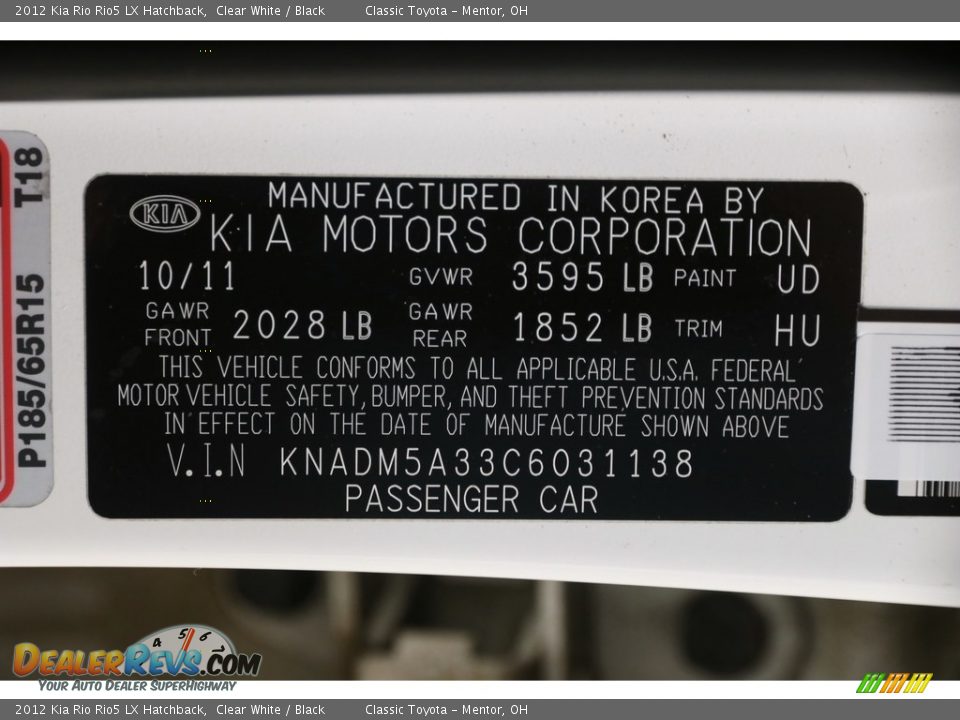 2012 Kia Rio Rio5 LX Hatchback, Clear White / Black Classic Toyota – Mentor, OH
P185/65R15 T18
KIA
MANUFACTURED IN KOREA BY
KIA MOTORS CORPORATION
10/11 GVWR 3595 LB PAINT UD
GAWR FRONT 2028 LB GAWR REAR 1852 LB TRIM HU
THIS VEHICLE CONFORMS TO ALL APPLICABLE U.S.A. FEDERAL
MOTOR VEHICLE SAFETY, BUMPER, AND THEFT PREVENTION STANDARDS
IN EFFECT ON THE DATE OF MANUFACTURE SHOWN ABOVE
V.I.N KNADM5A33C6031138
PASSENGER CAR
4 5 6
DEALERREVS.COM
YOUR AUTO DEALER SUPERHIGHWAY
2012 Kia Rio Rio5 LX Hatchback, Clear White / Black Classic Toyota – Mentor, OH